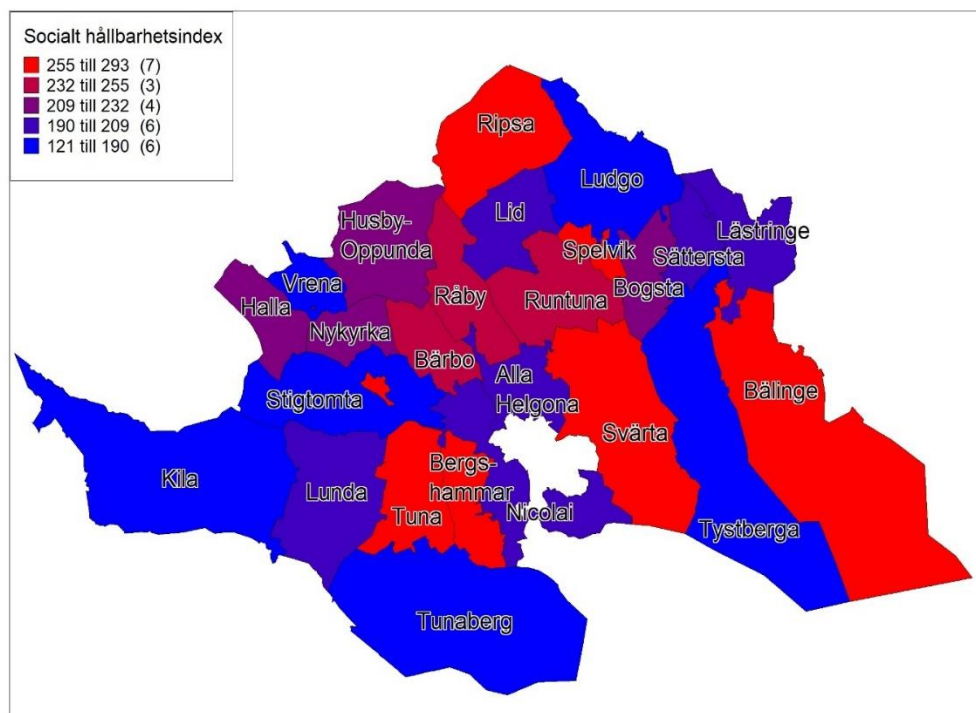 Socialt hållbarhetsindex
255 till 293 (7)
232 till 255 (3)
209 till 232 (4)
190 till 209 (6)
121 till 190 (6)
Ripsa
Ludgo
Lid
Husby-
Oppunda
Lästringe
Spelvik
Sättersta
Vrena
Råby
Runtuna
Bogsta
Halla
Nykyrka
Bärbo
Alla
Helgona
Stigtomta
Bälinge
Svärta
Kila
Lunda
Bergs-
hammar
Tuna
Nicolai
Tystberga
Tunaberg